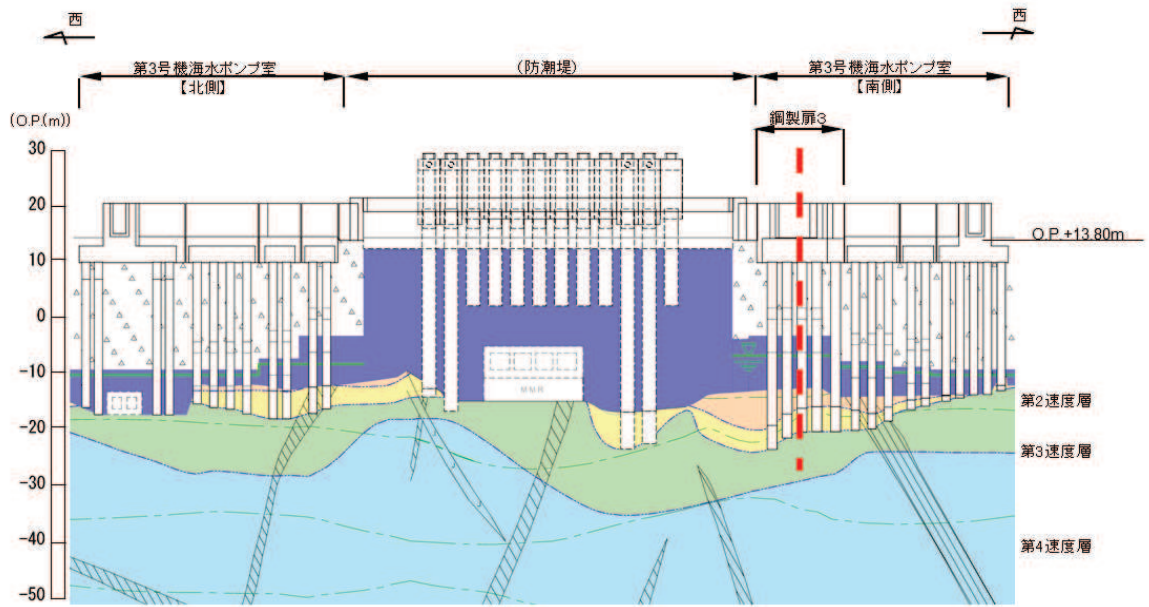 西
西
第3号機海水ポンプ室
【北側】
(防潮堤)
第3号機海水ポンプ室
【南側】
鋼製扉3
(O.P.(m))
30
20
O.P.+13.80m
10
0
-10
MMR
第2速度層
-20
第3速度層
-30
-40
第4速度層
-50